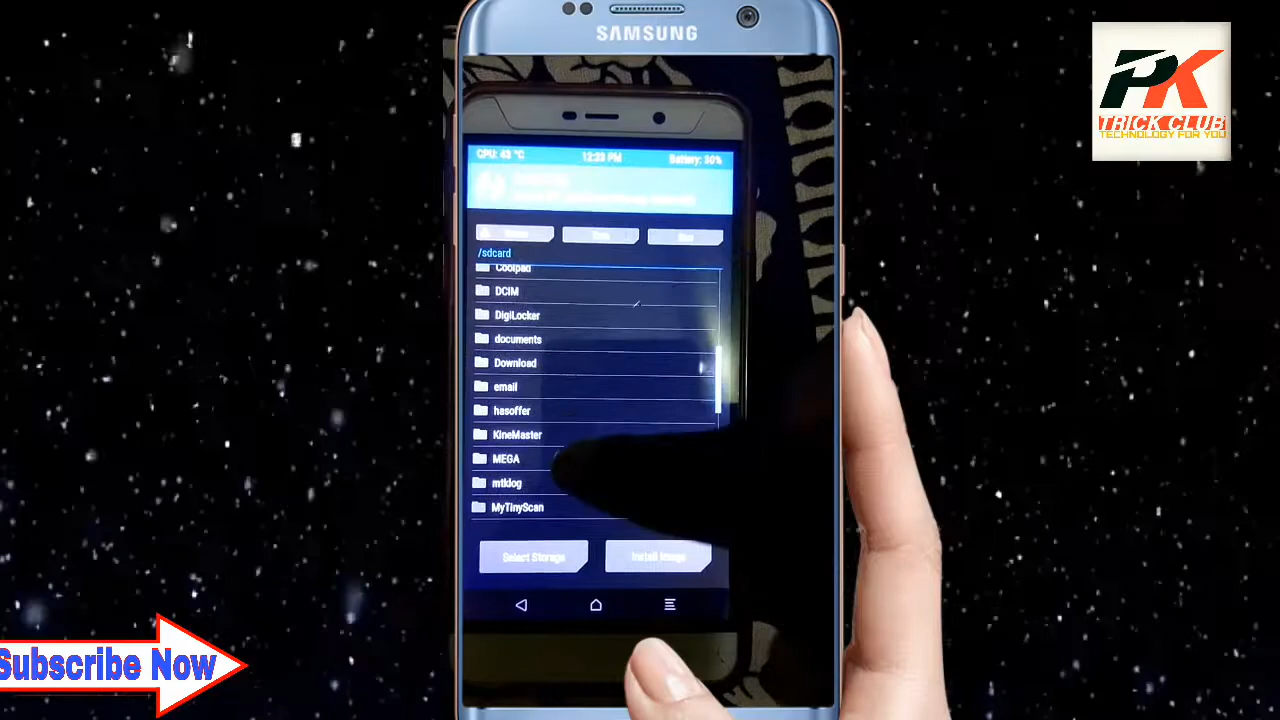 SAMSUNG
PK
TRICK CLUB
TECHNOLOGY FOR YOU
CPU: 43 °C
12:23 PM
Battery: 30%
/sdcard
Coolpad
DCIM
DigiLocker
documents
Download
email
hasoffer
KineMaster
MEGA
mtklog
MyTinyScan
Select Storage
Install Image
Subscribe Now